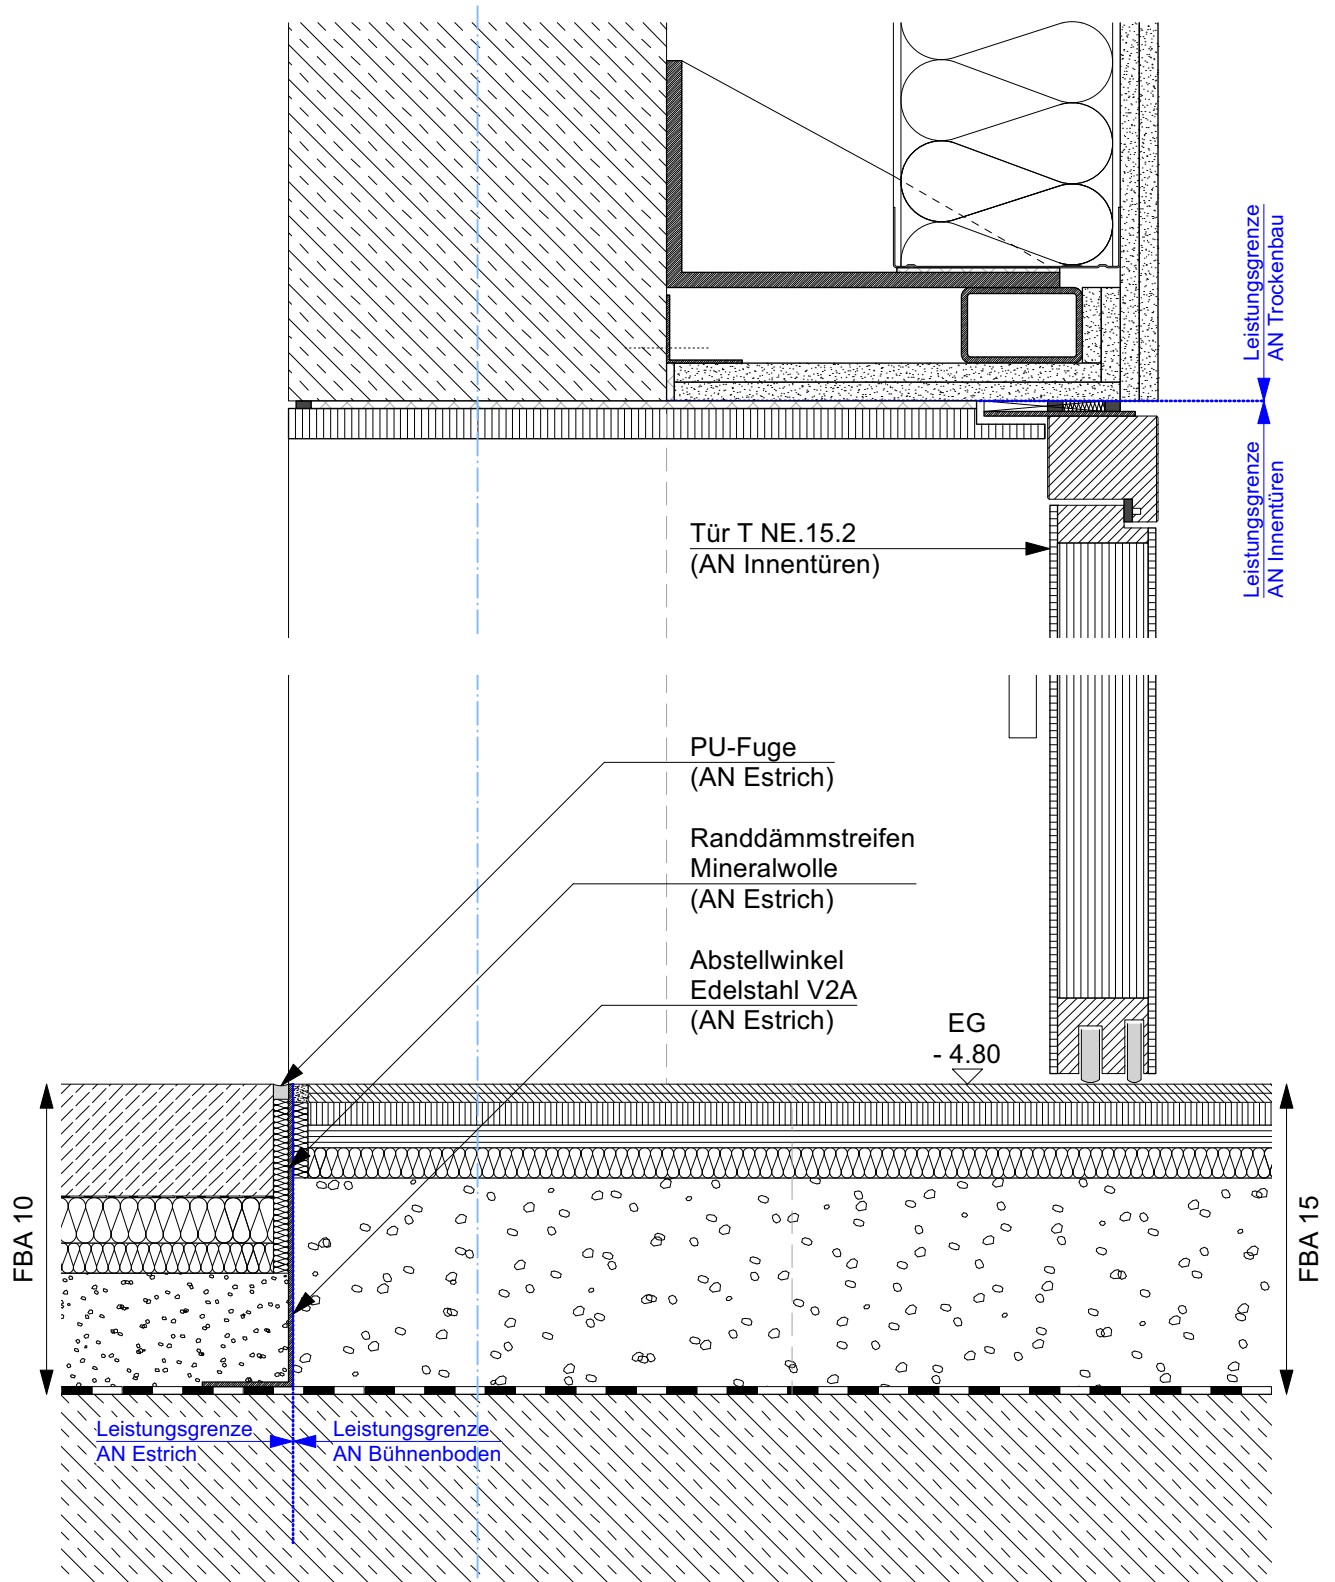 Leistungsgrenze
AN Trockenbau
Leistungsgrenze
AN Innentüren
Tür T NE.15.2
(AN Innentüren)
PU-Fuge
(AN Estrich)
Randdämmstreifen
Mineralwolle
(AN Estrich)
Abstellwinkel
Edelstahl V2A
(AN Estrich)
EG
- 4.80
FBA 10
FBA 15
Leistungsgrenze
AN Estrich
Leistungsgrenze
AN Bühnenboden